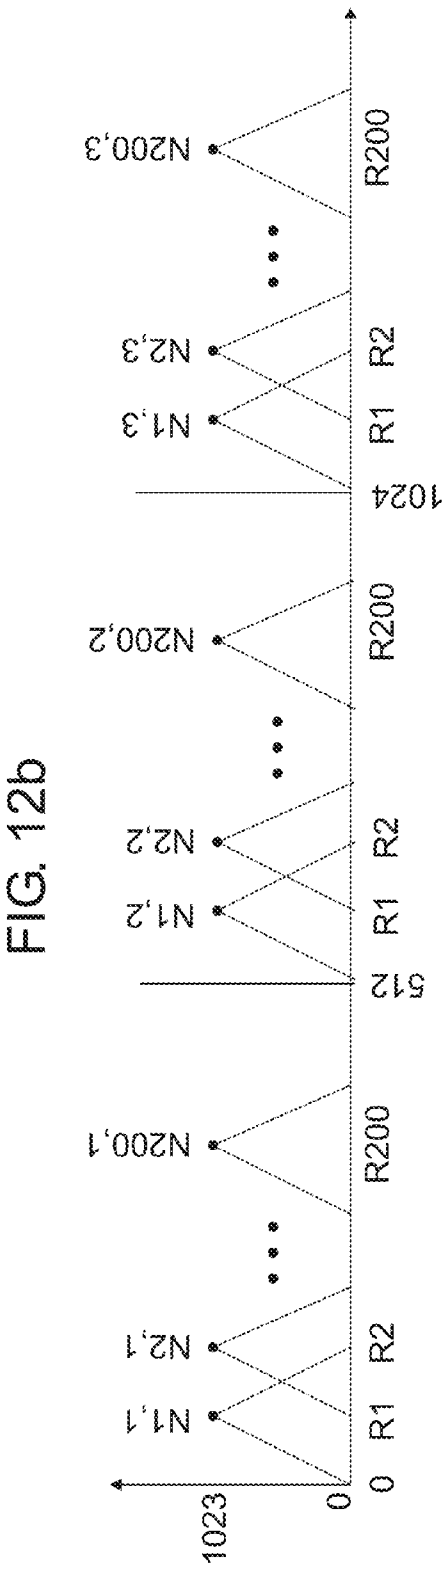 FIG. 12b
N1,1 N2,1 N200,1 N1,2 N2,2 N200,2 N1,3 N2,3 N200,3
1023
0
0 R1 R2 R200 512 R1 R2 R200 1024 R1 R2 R200